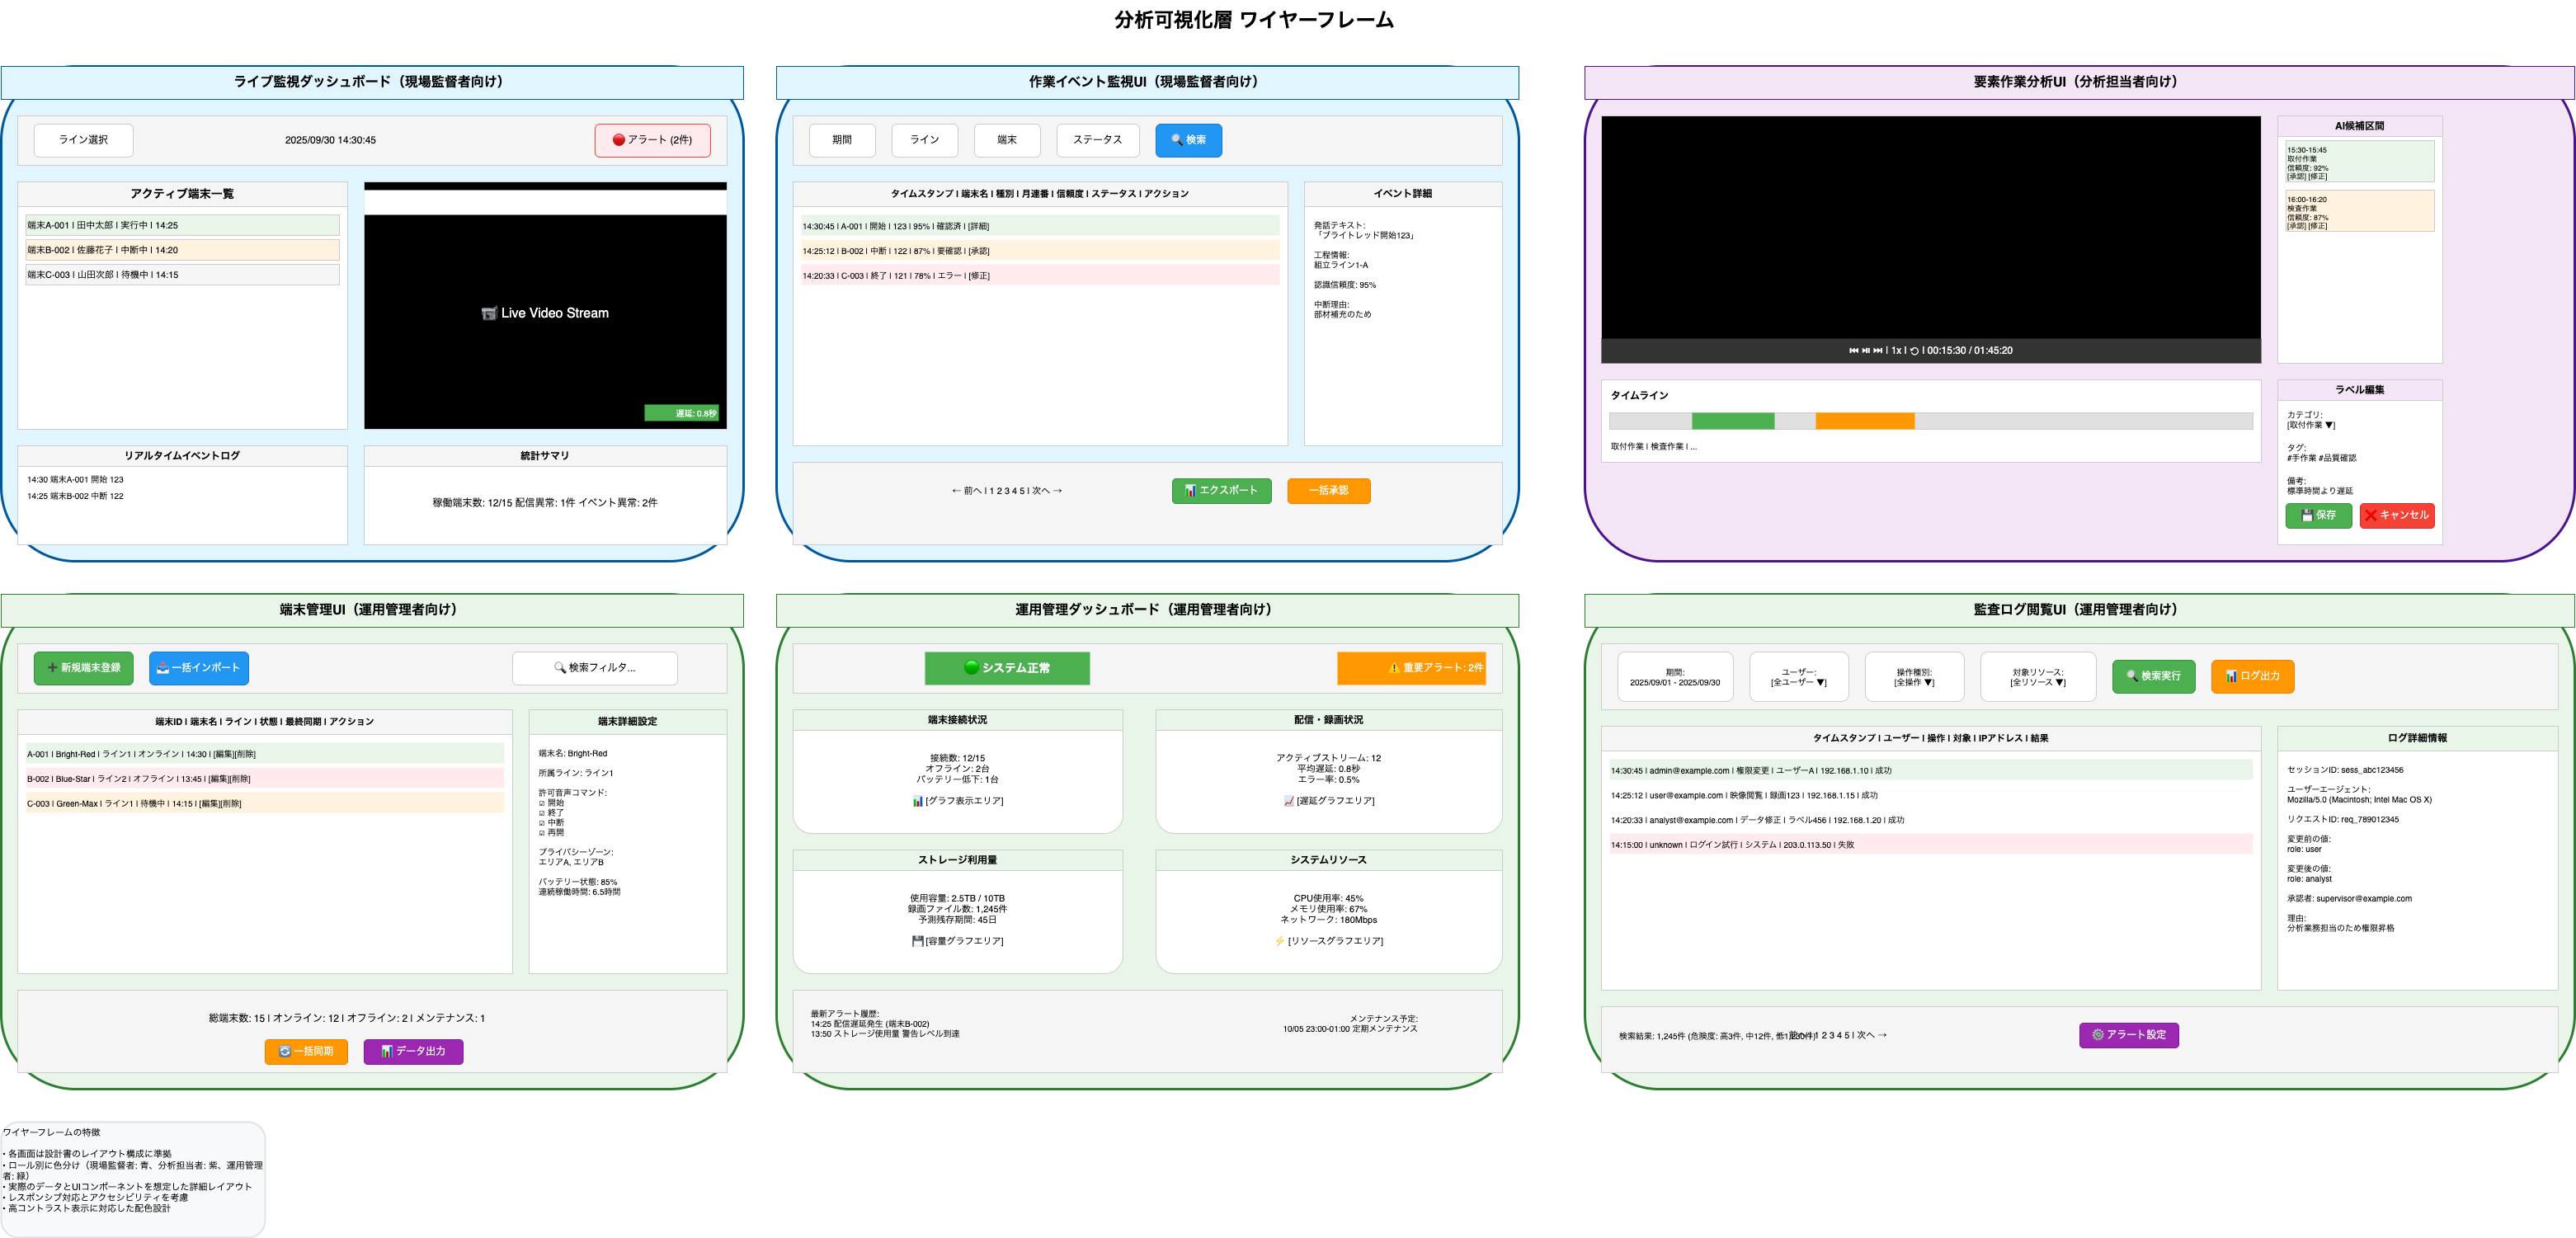 分析可視化層 ワイヤーフレーム
ライブ監視ダッシュボード（現場監督者向け）
ライン選択
2025/09/30 14:30:45
🔴 アラート (2件)
アクティブ端末一覧
端末A-001 | 田中太郎 | 実行中 | 14:25
端末B-002 | 佐藤花子 | 中断中 | 14:20
端末C-003 | 山田次郎 | 待機中 | 14:15
📹 Live Video Stream
遅延: 0.8秒
リアルタイムイベントログ
14:30 端末A-001 開始 123
14:25 端末B-002 中断 122
統計サマリ
稼働端末数: 12/15 配信異常: 1件 イベント異常: 2件
作業イベント監視UI（現場監督者向け）
期間
ライン
端末
ステータス
🔍 検索
タイムスタンプ | 端末名 | 種別 | 月連番 | 信頼度 | ステータス | アクション
14:30:45 | A-001 | 開始 | 123 | 95% | 確認済 | [詳細]
14:25:12 | B-002 | 中断 | 122 | 87% | 要確認 | [承認]
14:20:33 | C-003 | 終了 | 121 | 78% | エラー | [修正]
イベント詳細
発話テキスト:
「ブライトレッド開始123」
工程情報:
組立ライン1-A
認識信頼度: 95%
中断理由:
部材補充のため
← 前へ | 1 2 3 4 5 | 次へ →
📊 エクスポート
一括承認
要素作業分析UI（分析担当者向け）
⏮ ⏯ ⏭ | 1x | ⟲ | 00:15:30 / 01:45:20
AI候補区間
15:30-15:45
取付作業
信頼度: 92%
[承認] [修正]
16:00-16:20
検査作業
信頼度: 87%
[承認] [修正]
タイムライン
取付作業 | 検査作業 | ...
ラベル編集
カテゴリ:
[取付作業 ▼]
タグ:
#手作業 #品質確認
備考:
標準時間より遅延
💾 保存
❌ キャンセル
端末管理UI（運用管理者向け）
➕ 新規端末登録
📥 一括インポート
🔍 検索フィルタ...
端末ID | 端末名 | ライン | 状態 | 最終同期 | アクション
A-001 | Bright-Red | ライン1 | オンライン | 14:30 | [編集][削除]
B-002 | Blue-Star | ライン2 | オフライン | 13:45 | [編集][削除]
C-003 | Green-Max | ライン1 | 待機中 | 14:15 | [編集][削除]
端末詳細設定
端末名: Bright-Red
所属ライン: ライン1
許可音声コマンド:
☑ 開始
☑ 終了
☑ 中断
☑ 再開
プライバシーゾーン:
エリアA, エリアB
バッテリー状態: 85%
連続稼働時間: 6.5時間
総端末数: 15 | オンライン: 12 | オフライン: 2 | メンテナンス: 1
🔄 一括同期
📊 データ出力
運用管理ダッシュボード（運用管理者向け）
🟢 システム正常
⚠️ 重要アラート: 2件
端末接続状況
接続数: 12/15
オフライン: 2台
バッテリー低下: 1台
📊 [グラフ表示エリア]
配信・録画状況
アクティブストリーム: 12
平均遅延: 0.8秒
エラー率: 0.5%
📈 [遅延グラフエリア]
ストレージ利用量
使用容量: 2.5TB / 10TB
録画ファイル数: 1,245件
予測残存期間: 45日
💾 [容量グラフエリア]
システムリソース
CPU使用率: 45%
メモリ使用率: 67%
ネットワーク: 180Mbps
⚡ [リソースグラフエリア]
最新アラート履歴:
14:25 配信遅延発生 (端末B-002)
13:50 ストレージ使用量 警告レベル到達
メンテナンス予定:
10/05 23:00-01:00 定期メンテナンス
監査ログ閲覧UI（運用管理者向け）
期間:
2025/09/01 - 2025/09/30
ユーザー:
[全ユーザー ▼]
操作種別:
[全操作 ▼]
対象リソース:
[全リソース ▼]
🔍 検索実行
📊 ログ出力
タイムスタンプ | ユーザー | 操作 | 対象 | IPアドレス | 結果
14:30:45 | admin@example.com | 権限変更 | ユーザーA | 192.168.1.10 | 成功
14:25:12 | user@example.com | 映像閲覧 | 録画123 | 192.168.1.15 | 成功
14:20:33 | analyst@example.com | データ修正 | ラベル456 | 192.168.1.20 | 成功
14:15:00 | unknown | ログイン試行 | システム | 203.0.113.50 | 失敗
ログ詳細情報
セッションID: sess_abc123456
ユーザーエージェント:
Mozilla/5.0 (Macintosh; Intel Mac OS X)
リクエストID: req_789012345
変更前の値:
role: user
変更後の値:
role: analyst
承認者: supervisor@example.com
理由:
分析業務担当のため権限昇格
検索結果: 1,245件 (危険度: 高3件, 中12件, 低1,230件)
← 前へ | 1 2 3 4 5 | 次へ →
⚙️ アラート設定
ワイヤーフレームの特徴
• 各画面は設計書のレイアウト構成に準拠
• ロール別に色分け（現場監督者: 青、分析担当者: 紫、運用管理
者: 緑）
• 実際のデータとUIコンポーネントを想定した詳細レイアウト
• レスポンシブ対応とアクセシビリティを考慮
• 高コントラスト表示に対応した配色設計